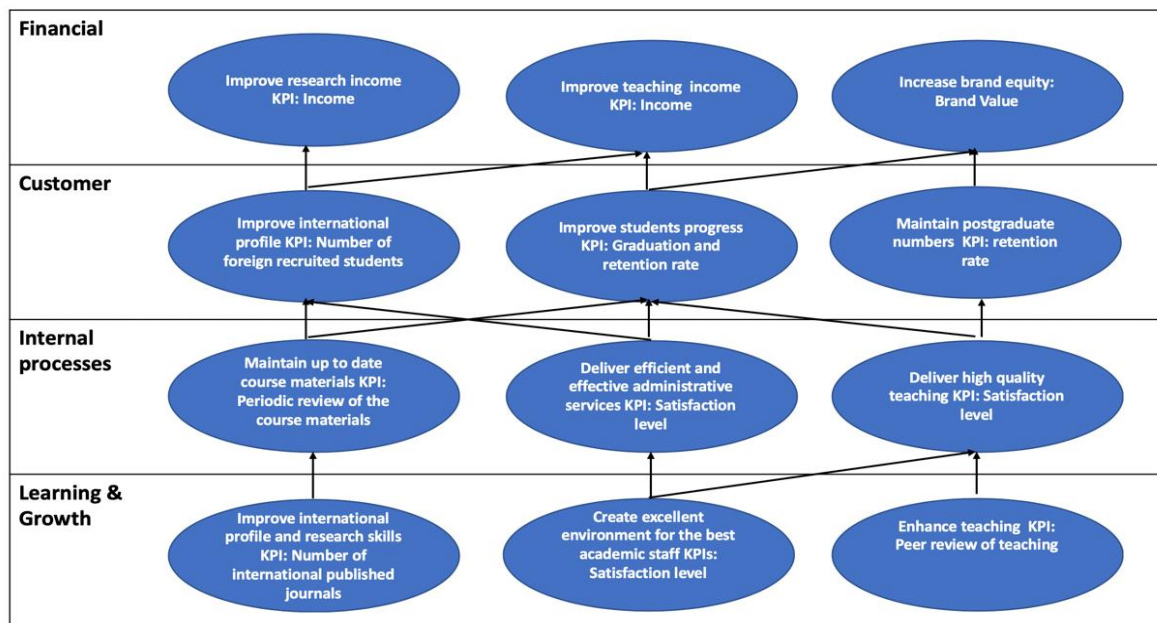 Financial
Improve research income
KPI: Income
Improve teaching income
KPI: Income
Increase brand equity:
Brand Value
Customer
Improve international
profile KPI: Number of
foreign recruited students
Improve students progress
KPI: Graduation and
retention rate
Maintain postgraduate
numbers KPI: retention
rate
Internal
processes
Maintain up to date
course materials KPI:
Periodic review of the
course materials
Deliver efficient and
effective administrative
services KPI: Satisfaction
level
Deliver high quality
teaching KPI: Satisfaction
level
Learning &
Growth
Improve international
profile and research skills
KPI: Number of
international published
journals
Create excellent
environment for the best
academic staff KPIs:
Satisfaction level
Enhance teaching KPI:
Peer review of teaching